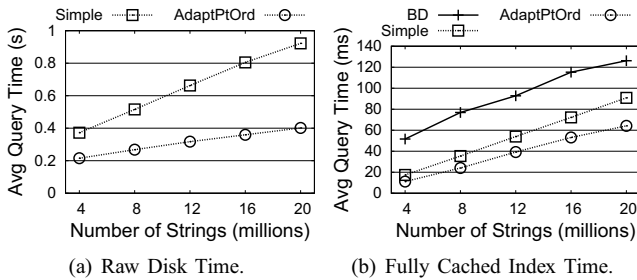 Simple AdaptPtOrd
Avg Query Time (s)
1
0.8
0.6
0.4
0.2
0
4 8 12 16 20
Number of Strings (millions)
(a) Raw Disk Time.
BD AdaptPtOrd
Simple
Avg Query Time (ms)
140
120
100
80
60
40
20
0
4 8 12 16 20
Number of Strings (millions)
(b) Fully Cached Index Time.